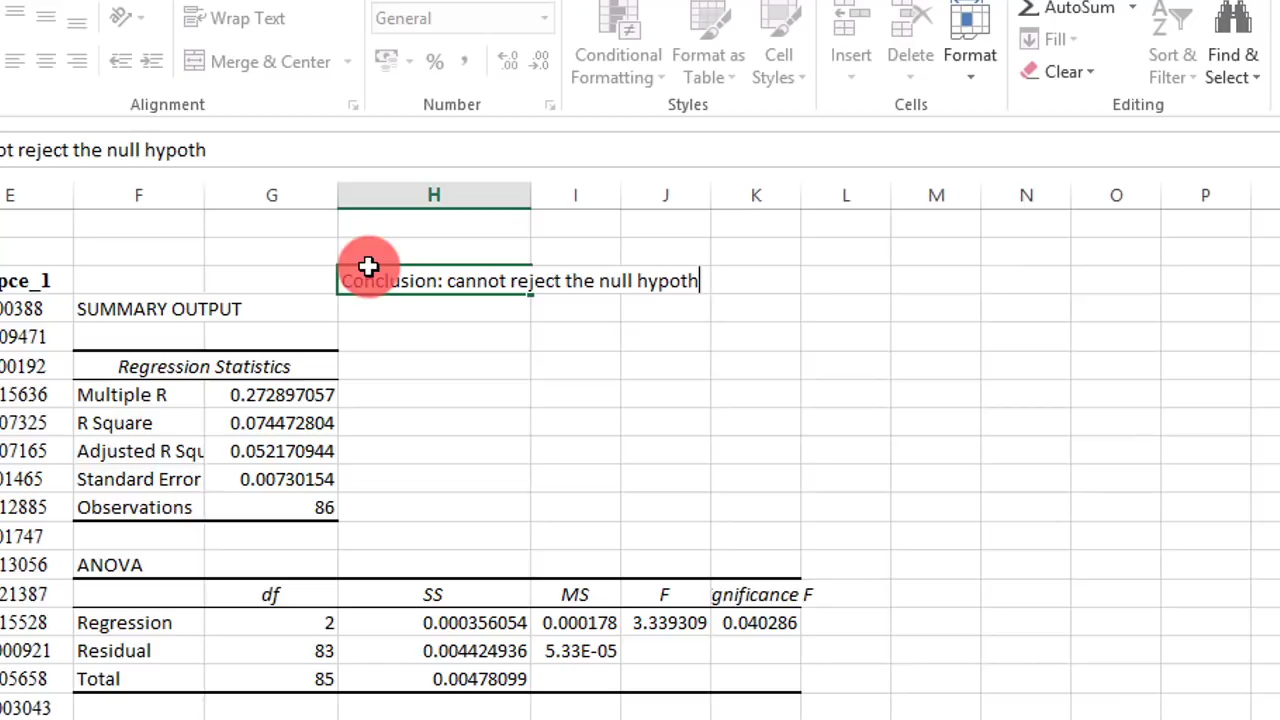 Wrap Text
General
AutoSum
Fill
Merge & Center
%
Conditional Formatting
Format as Table
Cell Styles
Insert
Delete
Format
Sort & Filter
Find & Select
Clear
Alignment
Number
Styles
Cells
Editing
ot reject the null hypoth
E F G H I J K L M N O P
pce_1 Conclusion: cannot reject the null hypoth
00388 SUMMARY OUTPUT
09471
00192 Regression Statistics
15636 Multiple R 0.272897057
07325 R Square 0.074472804
07165 Adjusted R Squ 0.052170944
01465 Standard Error 0.00730154
12885 Observations 86
01747
13056 ANOVA
21387 df SS MS F gnificance F
15528 Regression 2 0.000356054 0.000178 3.339309 0.040286
000921 Residual 83 0.004424936 5.33E-05
05658 Total 85 0.00478099
003043